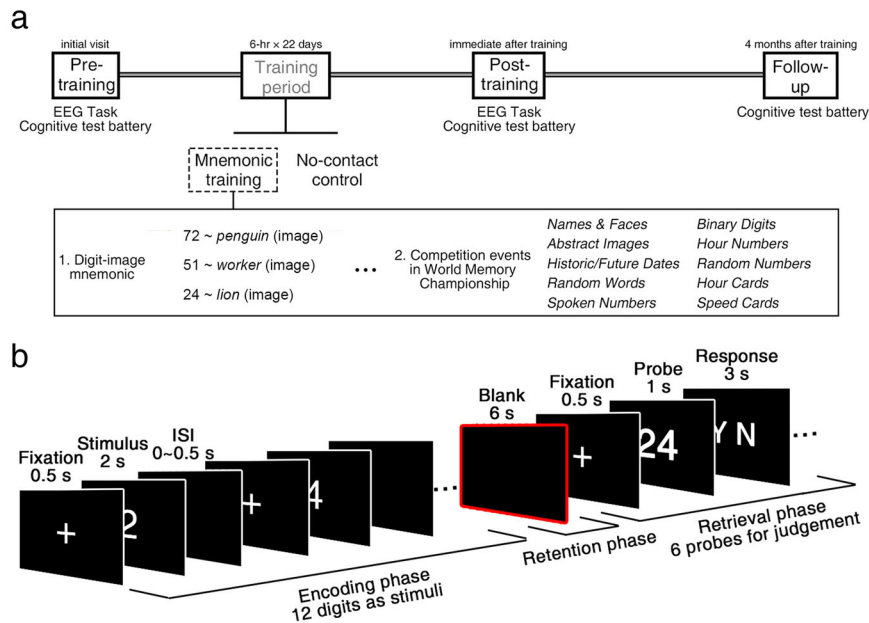 a
initial visit
6-hr × 22 days
immediate after training
4 months after training
Pre-
training
Training
period
Post-
training
Follow-
up
EEG Task
Cognitive test battery
EEG Task
Cognitive test battery
Cognitive test battery
Mnemonic
training
No-contact
control
1. Digit-image
mnemonic
72 ~ penguin (image)
51 ~ worker (image)
24 ~ lion (image)
...
2. Competition events
in World Memory
Championship
Names & Faces
Abstract Images
Historic/Future Dates
Random Words
Spoken Numbers
Binary Digits
Hour Numbers
Random Numbers
Hour Cards
Speed Cards
b
Fixation
0.5 s
Stimulus
2 s
ISI
0~0.5 s
Blank
6 s
Fixation
0.5 s
Probe
1 s
Response
3 s
+
2
+
4
...
+
24
Y N
...
Encoding phase
12 digits as stimuli
Retention phase
Retrieval phase
6 probes for judgement